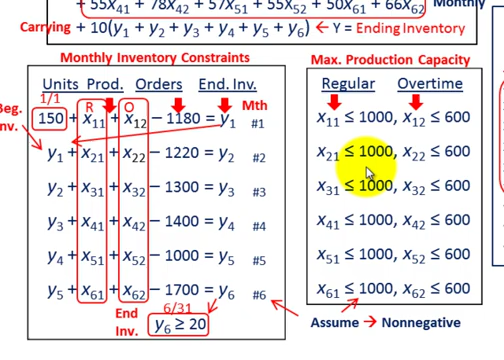 + 55x₄₁ + 78x₄₂ + 57x₅₁ + 55x₅₂ + 50x₆₁ + 66x₆₂ Monthly
Carrying + 10(y₁ + y₂ + y₃ + y₄ + y₅ + y₆) ← Y = Ending Inventory
Monthly Inventory Constraints
Units Prod. Orders End. Inv.
1/1 R O Mth
Beg. Inv.
150 + x₁₁ + x₁₂ − 1180 = y₁ #1
y₁ + x₂₁ + x₂₂ − 1220 = y₂ #2
y₂ + x₃₁ + x₃₂ − 1300 = y₃ #3
y₃ + x₄₁ + x₄₂ − 1400 = y₄ #4
y₄ + x₅₁ + x₅₂ − 1000 = y₅ #5
y₅ + x₆₁ + x₆₂ − 1700 = y₆ #6
6/31
End Inv. y₆ ≥ 20
Max. Production Capacity
Regular Overtime
x₁₁ ≤ 1000, x₁₂ ≤ 600
x₂₁ ≤ 1000, x₂₂ ≤ 600
x₃₁ ≤ 1000, x₃₂ ≤ 600
x₄₁ ≤ 1000, x₄₂ ≤ 600
x₅₁ ≤ 1000, x₅₂ ≤ 600
x₆₁ ≤ 1000, x₆₂ ≤ 600
Assume → Nonnegative